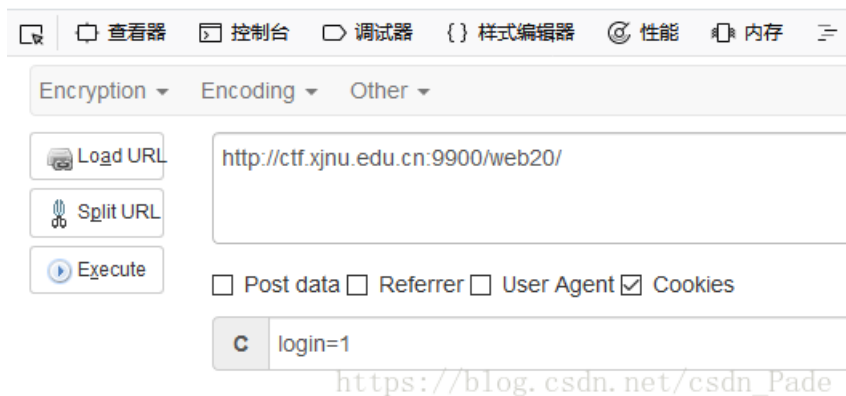 查看器 控制台 调试器 {} 样式编辑器 性能 内存
Encryption Encoding Other
Load URL
http://ctf.xjnu.edu.cn:9900/web20/
Split URL
Execute
Post data Referrer User Agent Cookies
C login=1
https://blog.csdn.net/csdn_Pade